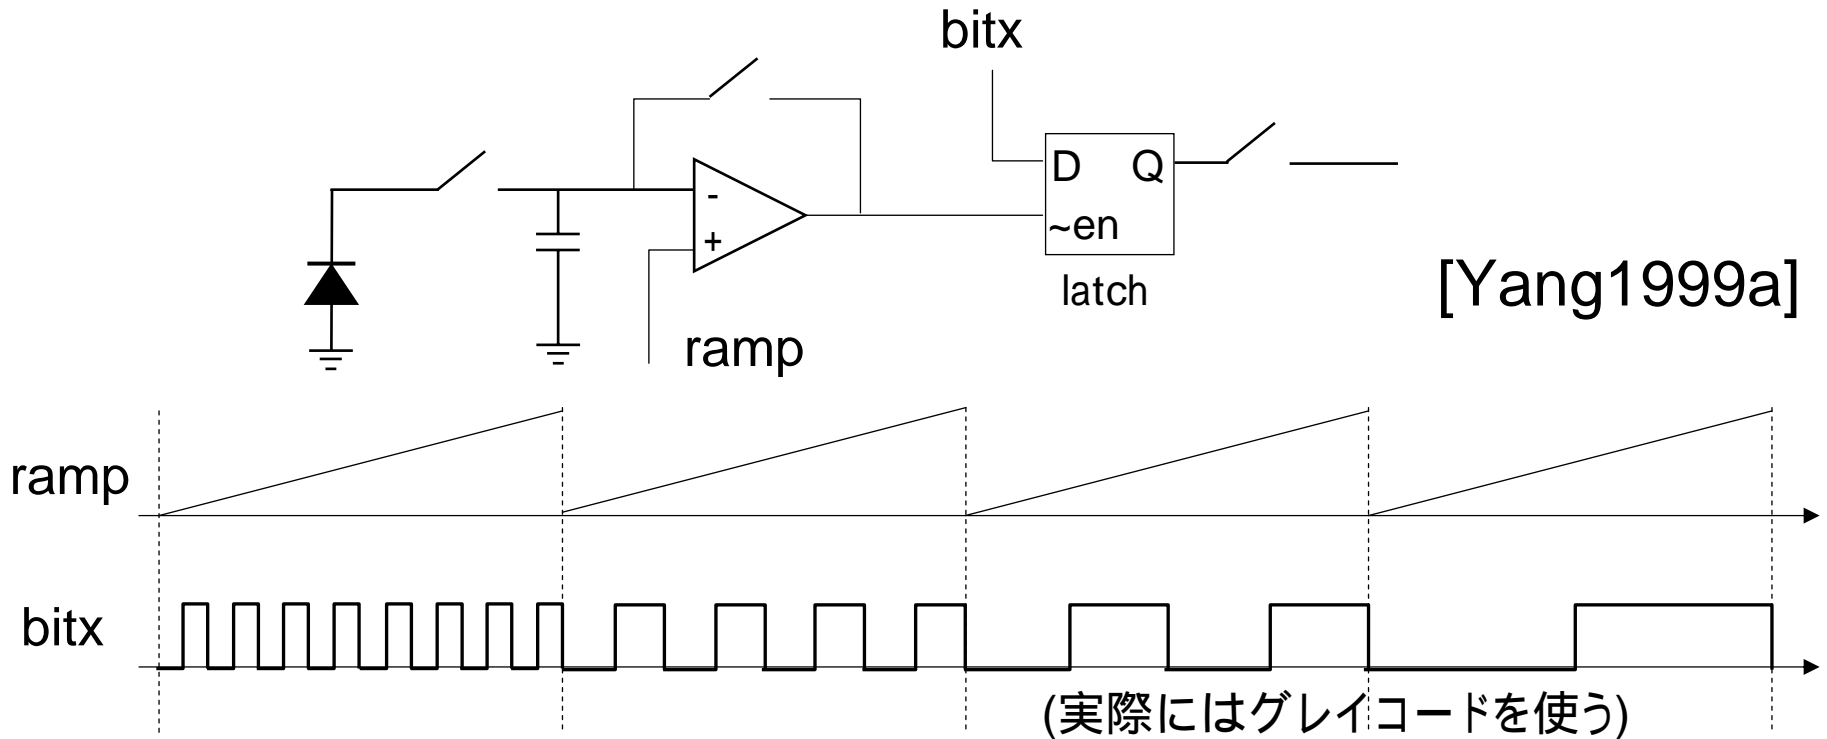 bitx
D Q
-
+
~en
latch
[Yang1999a]
ramp
ramp
bitx
(実際にはグレイコードを使う)